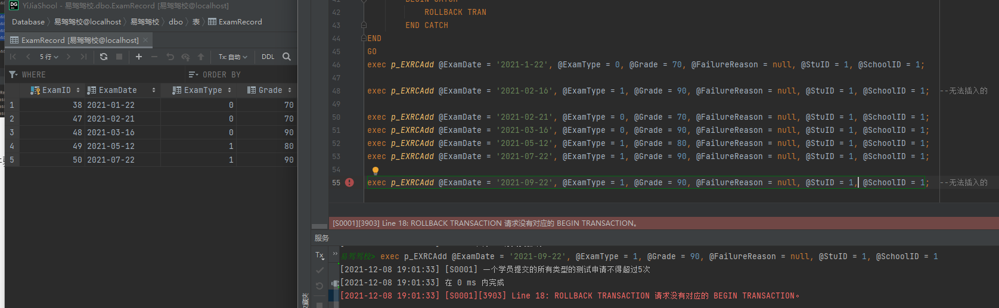 YiJiaShool - 易驾驾校.dbo.ExamRecord [易驾驾校@localhost]
Database 易驾驾校@localhost 易驾驾校 dbo 表 ExamRecord
ExamRecord [易驾驾校@localhost]
5 行 Tx: 自动 DDL
WHERE ORDER BY
ExamID ExamDate ExamType Grade
1 38 2021-01-22 0 70
2 47 2021-02-21 0 70
3 48 2021-03-16 0 90
4 49 2021-05-12 1 80
5 50 2021-07-22 1 90
42 ROLLBACK TRAN
43 END CATCH
44 END
45 GO
46 exec p_EXRCAdd @ExamDate = '2021-1-22', @ExamType = 0, @Grade = 70, @FailureReason = null, @StuID = 1, @SchoolID = 1;
47
48 exec p_EXRCAdd @ExamDate = '2021-02-16', @ExamType = 1, @Grade = 90, @FailureReason = null, @StuID = 1, @SchoolID = 1; --无法插入的
49
50 exec p_EXRCAdd @ExamDate = '2021-02-21', @ExamType = 0, @Grade = 70, @FailureReason = null, @StuID = 1, @SchoolID = 1;
51 exec p_EXRCAdd @ExamDate = '2021-03-16', @ExamType = 0, @Grade = 90, @FailureReason = null, @StuID = 1, @SchoolID = 1;
52 exec p_EXRCAdd @ExamDate = '2021-05-12', @ExamType = 1, @Grade = 80, @FailureReason = null, @StuID = 1, @SchoolID = 1;
53 exec p_EXRCAdd @ExamDate = '2021-07-22', @ExamType = 1, @Grade = 90, @FailureReason = null, @StuID = 1, @SchoolID = 1;
54
55 exec p_EXRCAdd @ExamDate = '2021-09-22', @ExamType = 1, @Grade = 90, @FailureReason = null, @StuID = 1, @SchoolID = 1; --无法插入的
[S0001][3903] Line 18: ROLLBACK TRANSACTION 请求没有对应的 BEGIN TRANSACTION。
服务
Tx
易驾驾校> exec p_EXRCAdd @ExamDate = '2021-09-22', @ExamType = 1, @Grade = 90, @FailureReason = null, @StuID = 1, @SchoolID = 1
[2021-12-08 19:01:33] [S0001] 一个学员提交的所有类型的测试申请不得超过5次
[2021-12-08 19:01:33] 在 0 ms 内完成
[2021-12-08 19:01:33] [S0001][3903] Line 18: ROLLBACK TRANSACTION 请求没有对应的 BEGIN TRANSACTION。